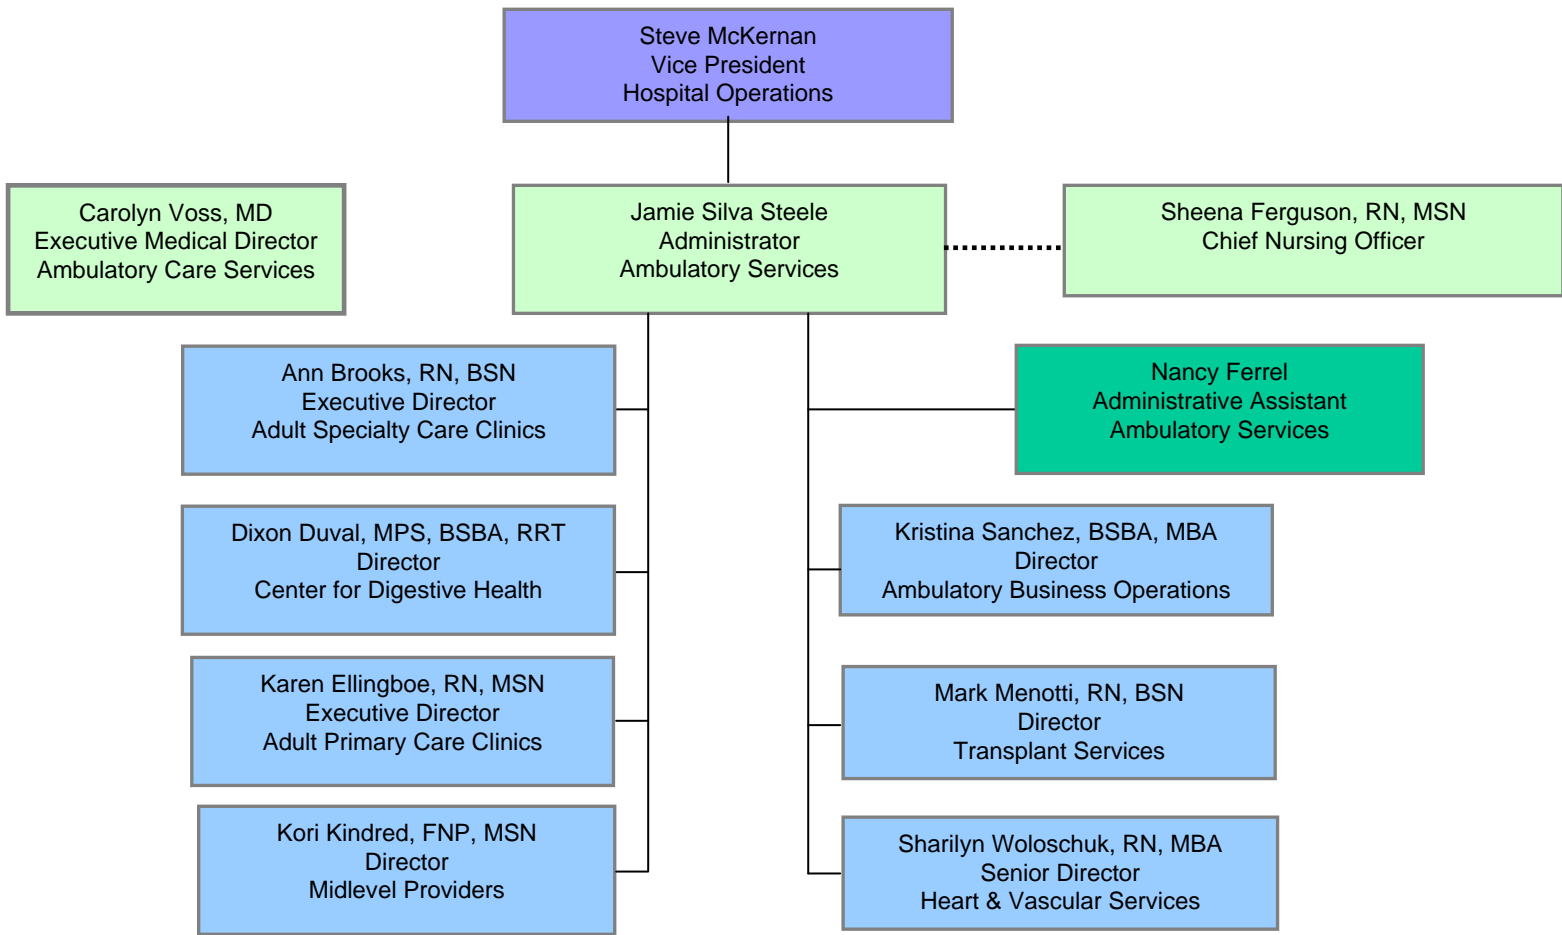 Steve McKernan
Vice President
Hospital Operations
Carolyn Voss, MD
Executive Medical Director
Ambulatory Care Services
Jamie Silva Steele
Administrator
Ambulatory Services
Sheena Ferguson, RN, MSN
Chief Nursing Officer
Ann Brooks, RN, BSN
Executive Director
Adult Specialty Care Clinics
Nancy Ferrel
Administrative Assistant
Ambulatory Services
Dixon Duval, MPS, BSBA, RRT
Director
Center for Digestive Health
Kristina Sanchez, BSBA, MBA
Director
Ambulatory Business Operations
Karen Ellingboe, RN, MSN
Executive Director
Adult Primary Care Clinics
Mark Menotti, RN, BSN
Director
Transplant Services
Kori Kindred, FNP, MSN
Director
Midlevel Providers
Sharilyn Woloschuk, RN, MBA
Senior Director
Heart & Vascular Services